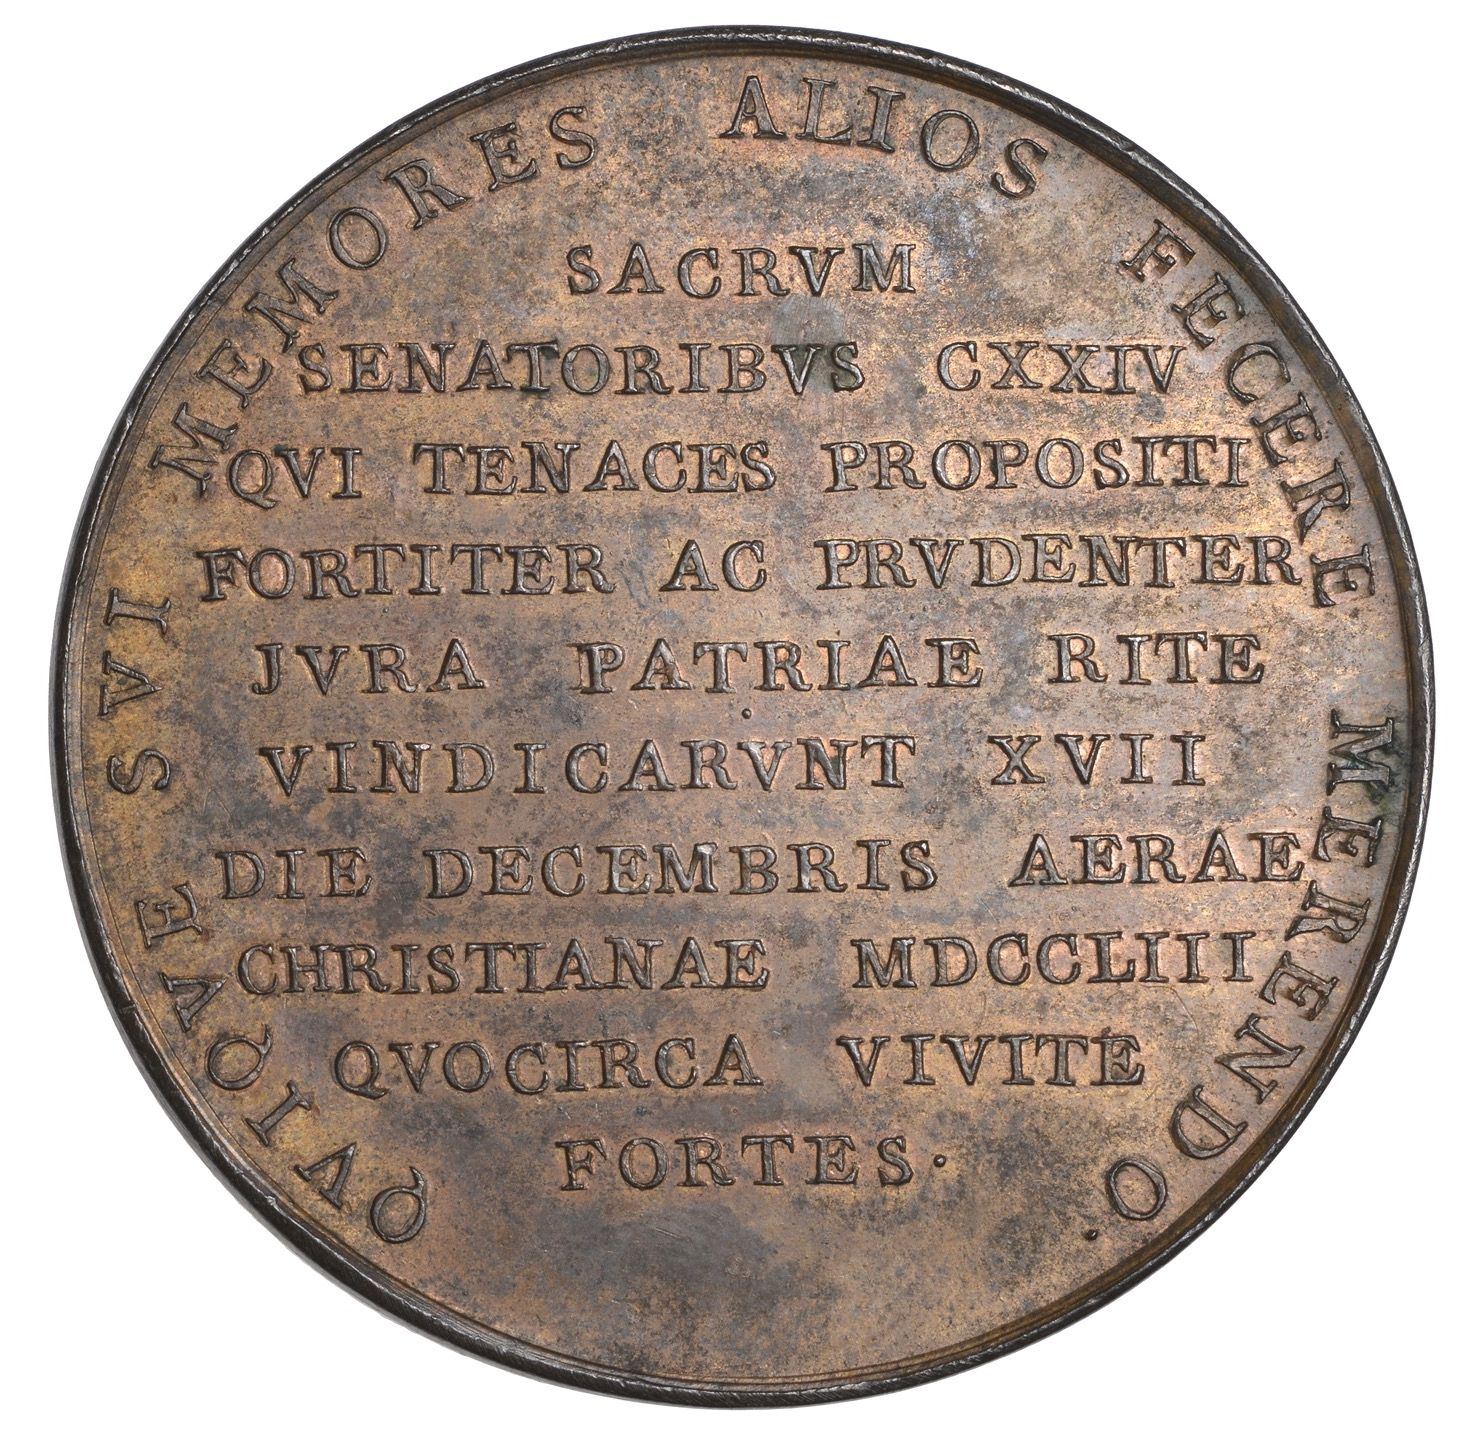 QVIQVE SVI MEMORES ALIOS FECERE MERENDO.
SACRVM
SENATORIBVS CXXIV
QVI TENACES PROPOSITI
FORTITER AC PRVDENTER
JVRA PATRIAE RITE
VINDICARVNT XVII
DIE DECEMBRIS AERAE
CHRISTIANAE MDCCLIII
QVOCIRCA VIVITE
FORTES.